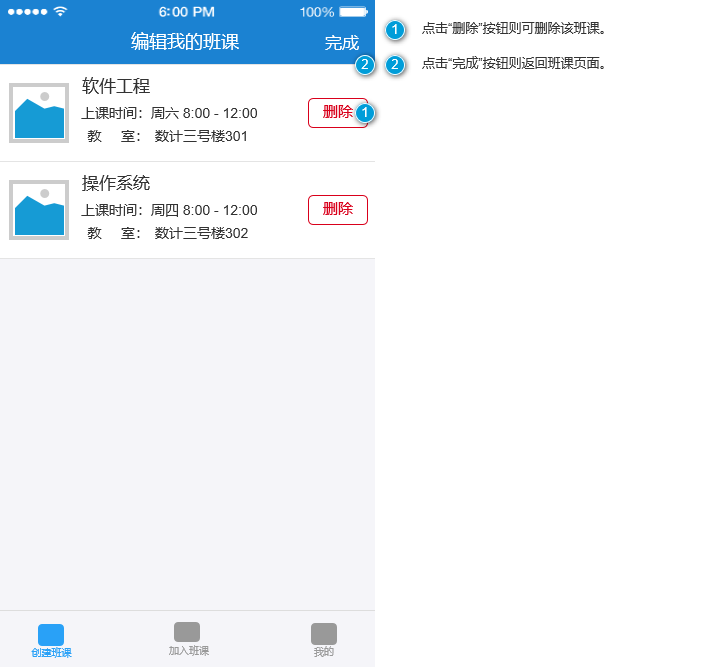 6:00 PM 100%
编辑我的班课 完成
软件工程
上课时间：周六 8:00 - 12:00
教 室： 数计三号楼301
删除
操作系统
上课时间：周四 8:00 - 12:00
教 室： 数计三号楼302
删除
创建班课 加入班课 我的
2
1
1 点击“删除”按钮则可删除该班课。
2 点击“完成”按钮则返回班课页面。